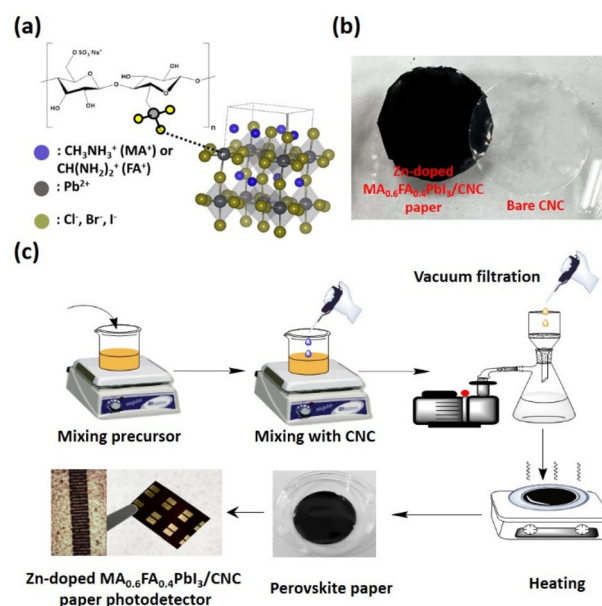 (a)
OSO₃ Na⁺
O
HO
OH
O
OH
HO
O
O
n
: CH₃NH₃⁺ (MA⁺) or
CH(NH₂)₂⁺ (FA⁺)
: Pb²⁺
: Cl⁻, Br⁻, I⁻
(b)
Zn-doped
MA₀.₆FA₀.₄PbI₃/CNC
paper
Bare CNC
(c)
Vacuum filtration
Mixing precursor
Mixing with CNC
Heating
Perovskite paper
Zn-doped MA₀.₆FA₀.₄PbI₃/CNC
paper photodetector